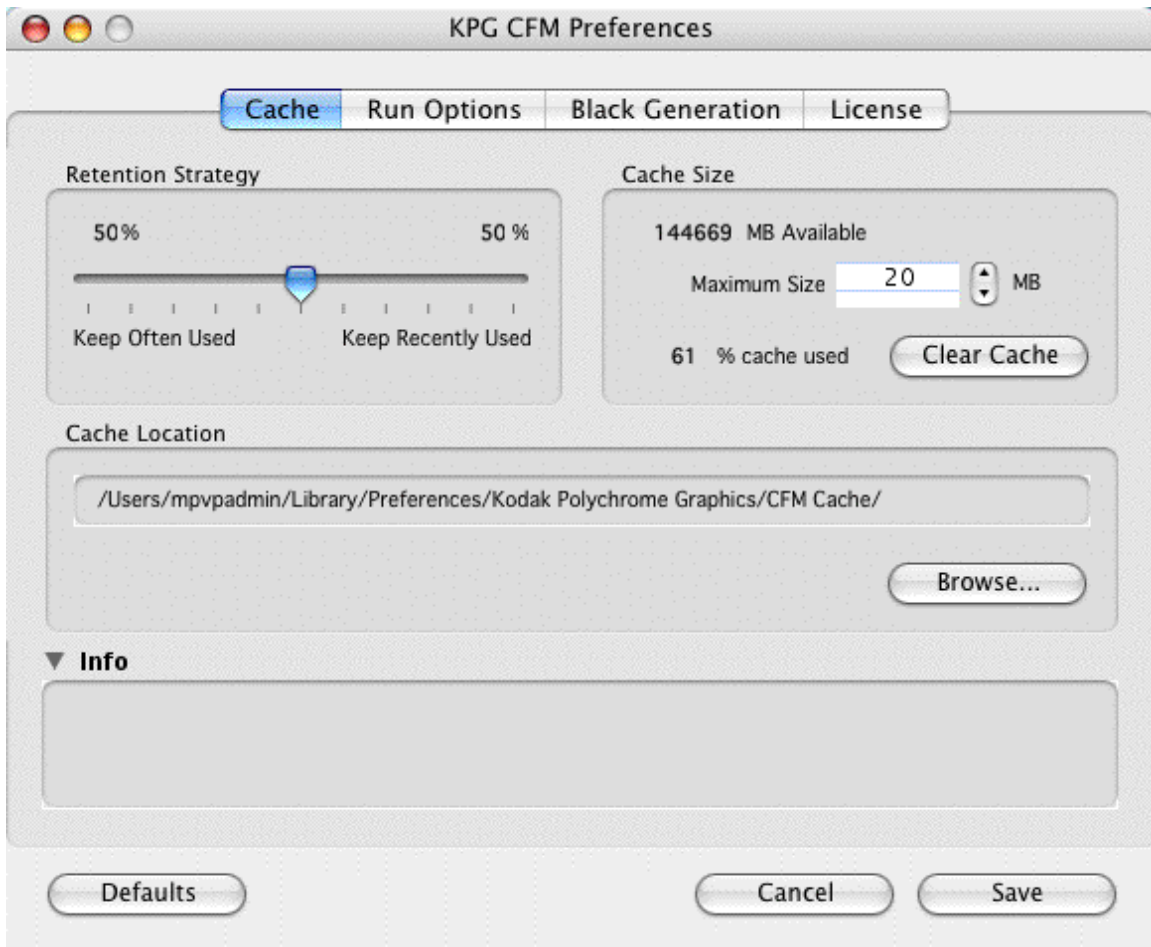 KPG CFM Preferences
Cache Run Options Black Generation License
Retention Strategy
50% 50 %
Keep Often Used Keep Recently Used
Cache Size
144669 MB Available
Maximum Size 20 MB
61 % cache used Clear Cache
Cache Location
/Users/mpvpadmin/Library/Preferences/Kodak Polychrome Graphics/CFM Cache/
Browse...
Info
Defaults Cancel Save